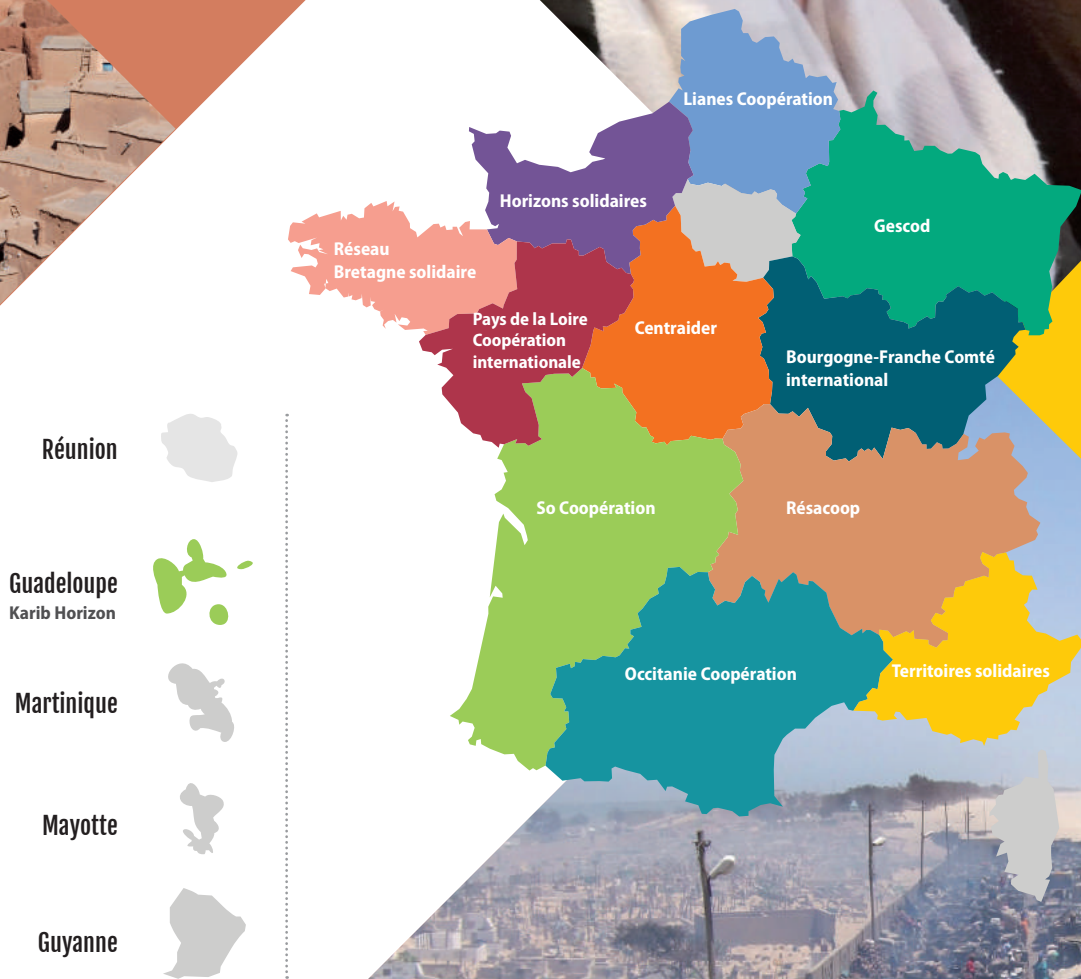 Lianes Coopération
Horizons solidaires
Gescod
Réseau
Bretagne solidaire
Pays de la Loire
Coopération
internationale
Centraider
Bourgogne-Franche Comté
international
Réunion
So Coopération
Résacoop
Guadeloupe
Karib Horizon
Occitanie Coopération
Territoires solidaires
Martinique
Mayotte
Guyanne